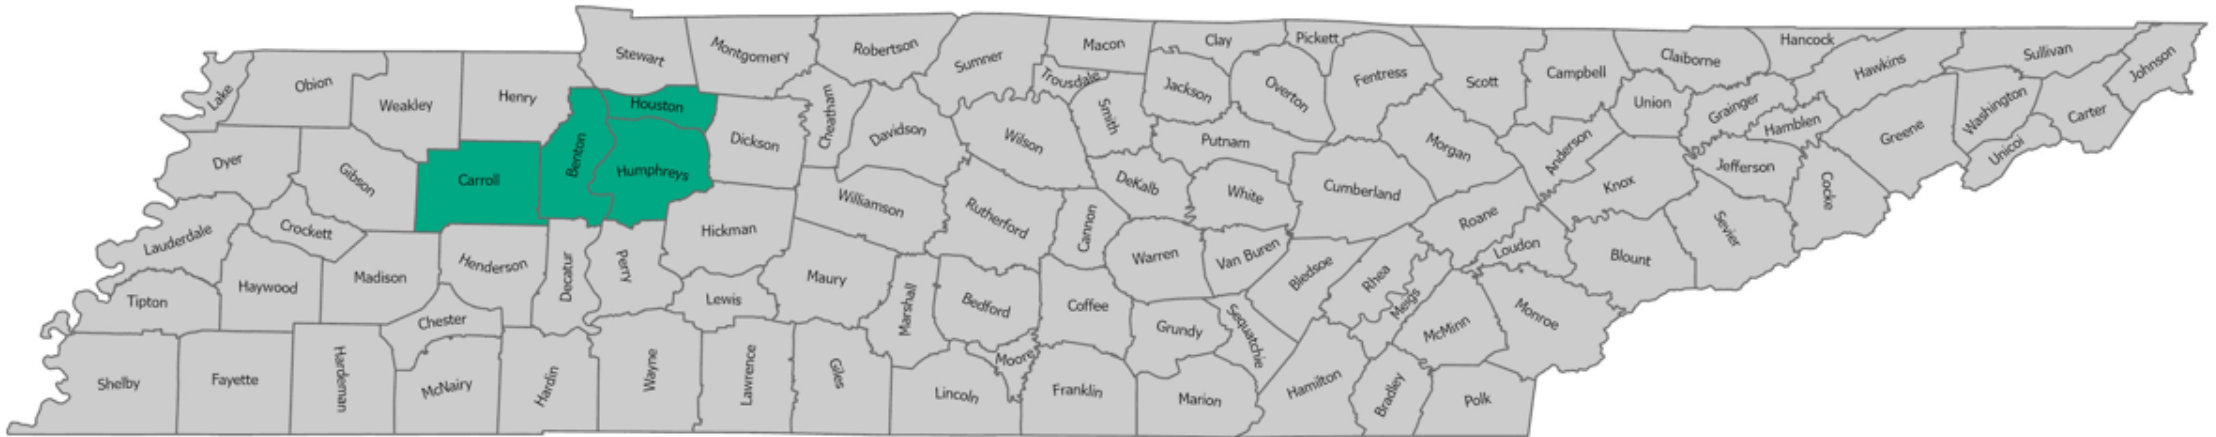 Stewart
Montgomery
Robertson
Sumner
Macon
Clay
Pickett
Hancock
Sullivan
Johnson
Lake
Obion
Weakley
Henry
Houston
Benton
Humphreys
Carroll
Dickson
Cheatham
Davidson
Trousdale
Smith
Wilson
Jackson
Overton
Fentress
Scott
Campbell
Claiborne
Hawkins
Union
Grainger
Hamblen
Washington
Carter
Unicoi
Greene
Dyer
Gibson
Putnam
Morgan
Anderson
Jefferson
Cocke
Knox
Lauderdale
Crockett
Hickman
Williamson
Rutherford
Cannon
DeKalb
White
Cumberland
Roane
Loudon
Blount
Sevier
Tipton
Haywood
Madison
Henderson
Decatur
Perry
Lewis
Maury
Marshall
Bedford
Coffee
Warren
Van Buren
Bledsoe
Rhea
Meigs
McMinn
Monroe
Chester
Moore
Grundy
Sequatchie
Shelby
Fayette
Hardeman
McNairy
Hardin
Wayne
Lawrence
Giles
Lincoln
Franklin
Marion
Hamilton
Bradley
Polk